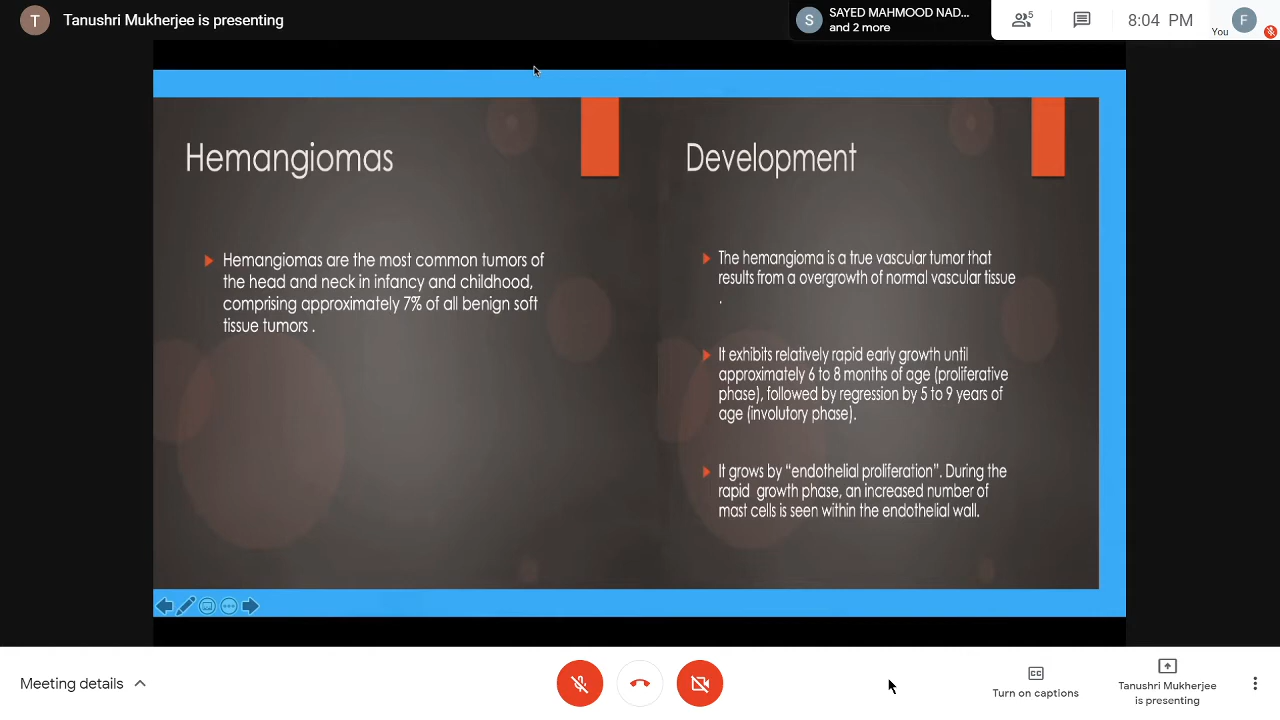 T
Tanushri Mukherjee is presenting
S
SAYED MAHMOOD NAD...
and 2 more
5
8:04 PM
You
F
Hemangiomas
Hemangiomas are the most common tumors of
the head and neck in infancy and childhood,
comprising approximately 7% of all benign soft
tissue tumors .
Development
The hemangioma is a true vascular tumor that
results from a overgrowth of normal vascular tissue
.
It exhibits relatively rapid early growth until
approximately 6 to 8 months of age (proliferative
phase), followed by regression by 5 to 9 years of
age (involutory phase).
It grows by “endothelial proliferation”. During the
rapid growth phase, an increased number of
mast cells is seen within the endothelial wall.
Meeting details
CC
Turn on captions
Tanushri Mukherjee
is presenting